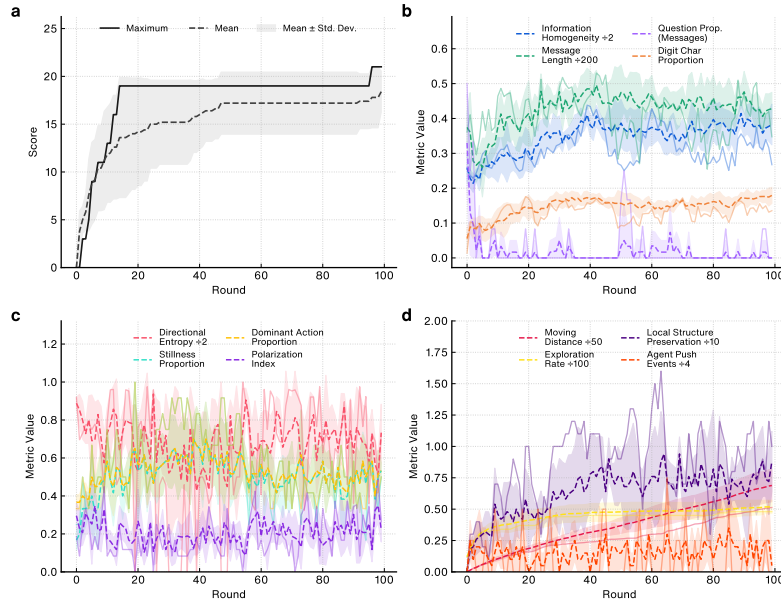 a
Maximum
Mean
Mean ± Std. Dev.
25
20
15
10
5
0
Score
0
20
40
60
80
100
Round
b
Information
Homogeneity ÷2
Message
Length ÷200
Question Prop.
(Messages)
Digit Char
Proportion
0.6
0.5
0.4
0.3
0.2
0.1
0.0
Metric Value
0
20
40
60
80
100
Round
c
Directional
Entropy ÷2
Stillness
Proportion
Dominant Action
Proportion
Polarization
Index
1.2
1.0
0.8
0.6
0.4
0.2
0.0
Metric Value
0
20
40
60
80
100
Round
d
Moving
Distance ÷50
Exploration
Rate ÷100
Local Structure
Preservation ÷10
Agent Push
Events ÷4
2.00
1.75
1.50
1.25
1.00
0.75
0.50
0.25
0.00
Metric Value
0
20
40
60
80
100
Round